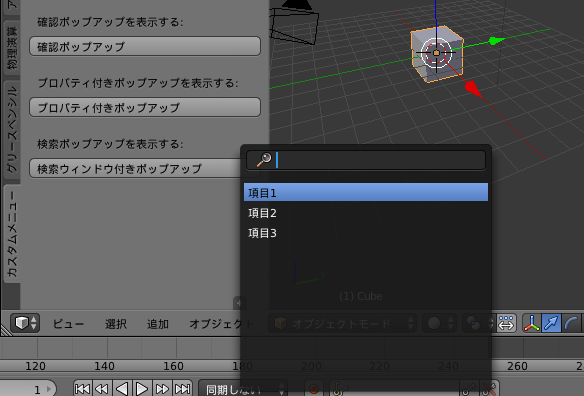 確認ポップアップを表示する:
確認ポップアップ
物理演算
プロパティ付きポップアップを表示する:
プロパティ付きポップアップ
グリースペンシル
検索ポップアップを表示する:
検索ウィンドウ付きポップアップ
カスタムメニュー
項目1
項目2
項目3
(1) Cube
ビュー 選択 追加 オブジェクト オブジェクトモード
120 140 160 180 200 220 240 260
1 同期しない